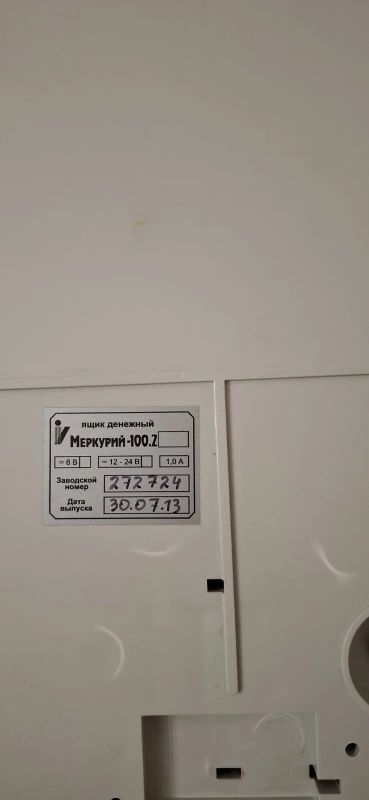 ящик денежный
Меркурий-100.2
= 6 В = 12 - 24 В 1,0 А
Заводской номер 272724
Дата выпуска 30.07.13